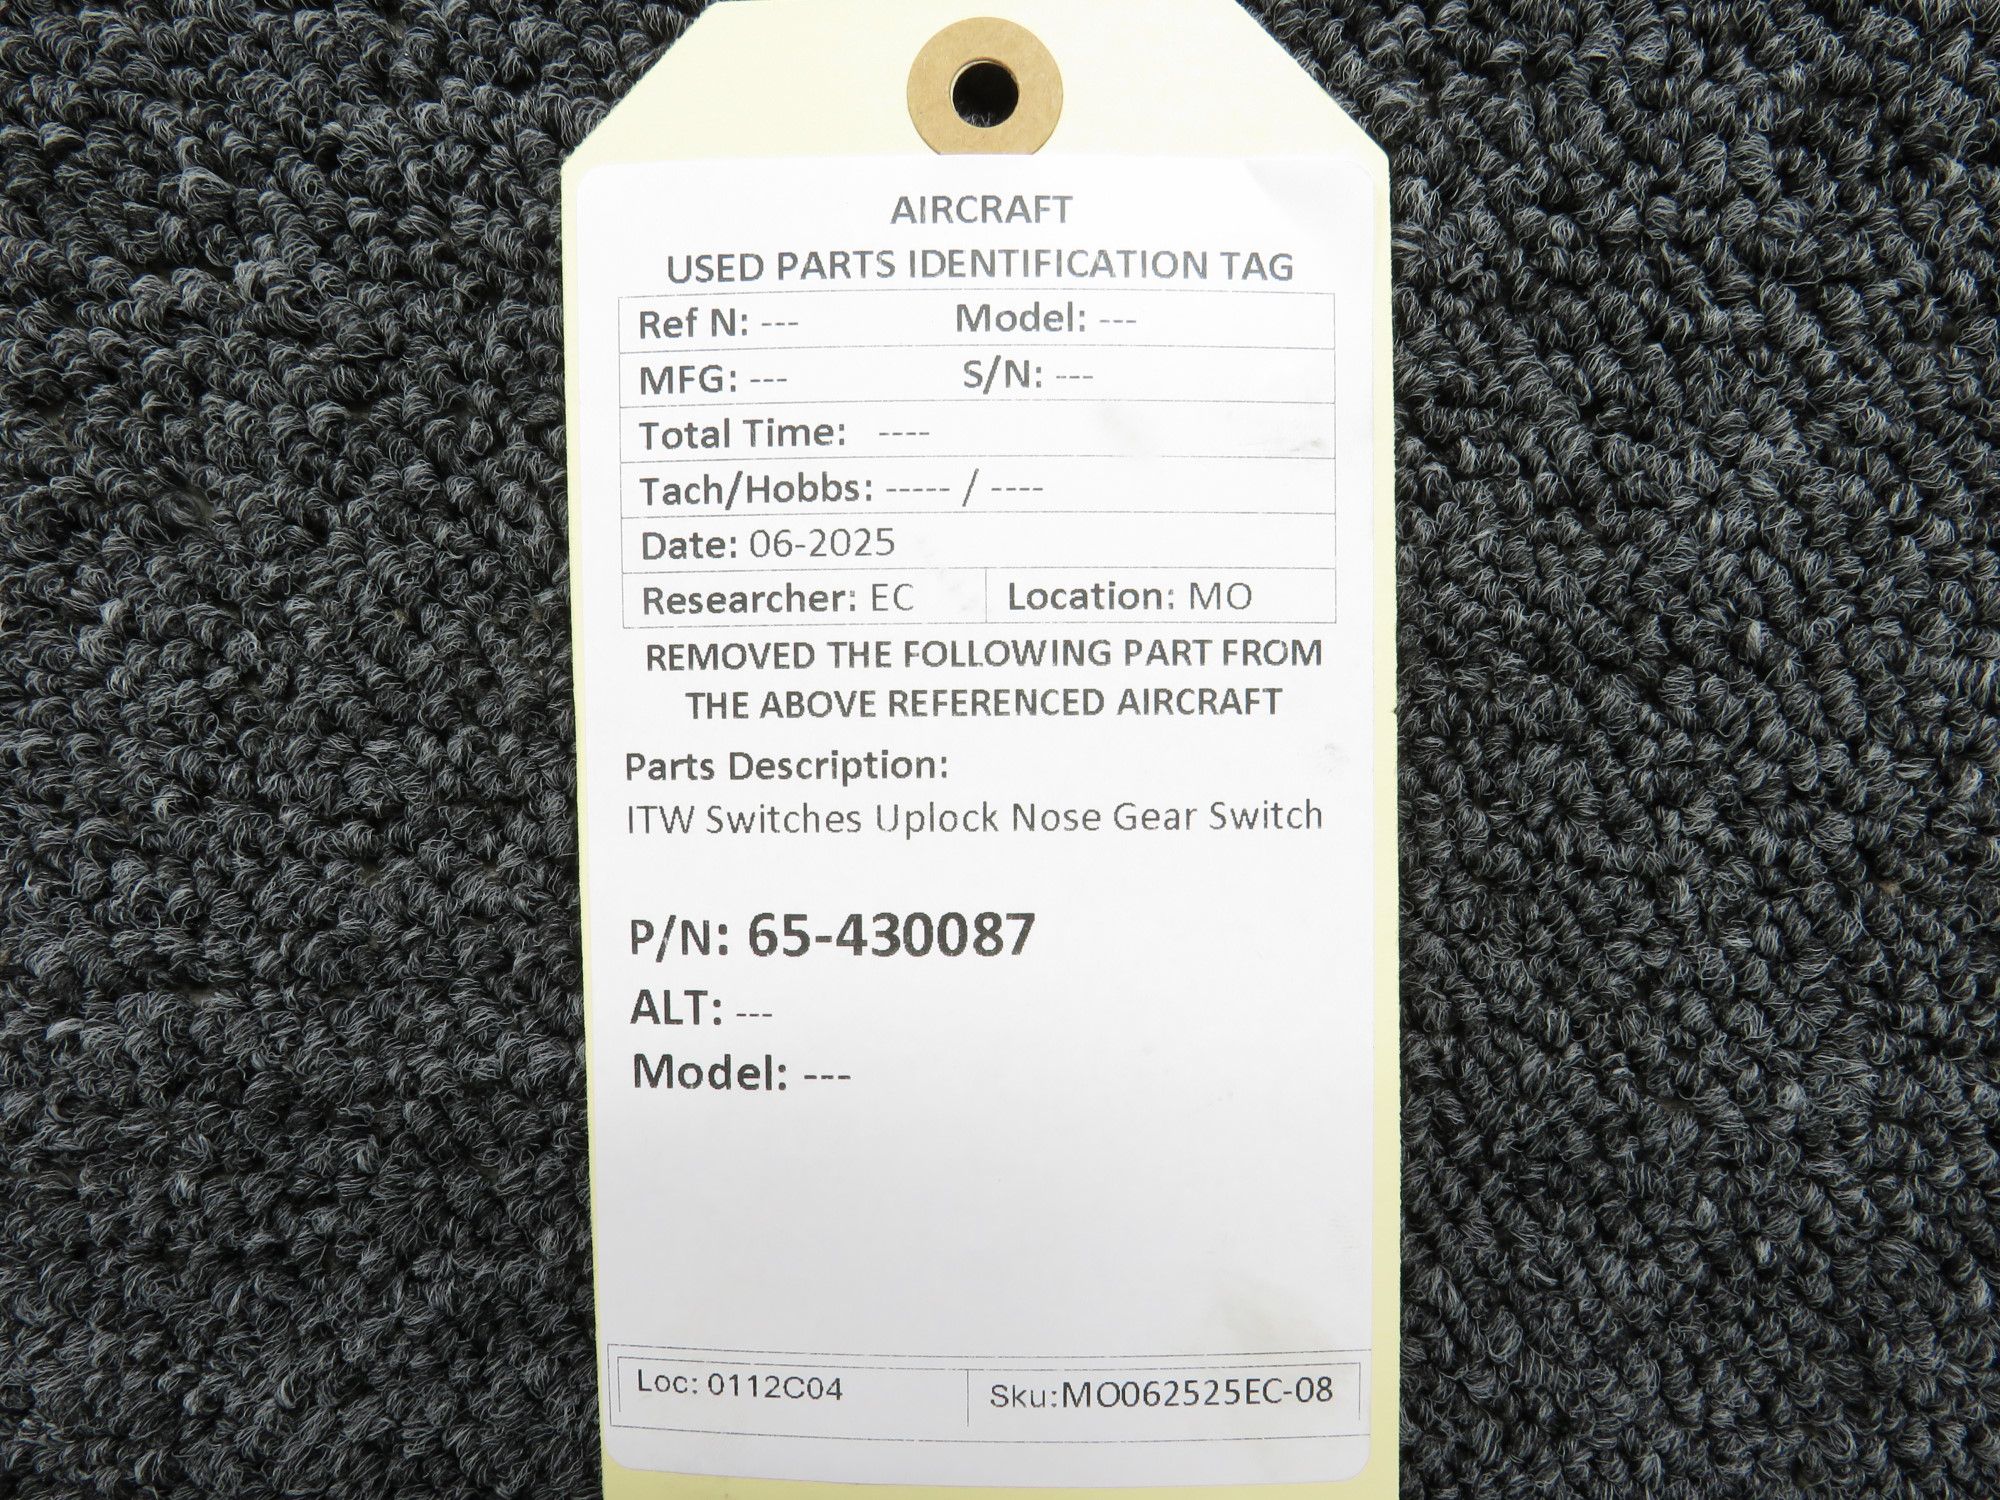 AIRCRAFT
USED PARTS IDENTIFICATION TAG
Ref N: --- Model: ---
MFG: --- S/N: ---
Total Time: ----
Tach/Hobbs: ----- / ----
Date: 06-2025
Researcher: EC Location: MO
REMOVED THE FOLLOWING PART FROM
THE ABOVE REFERENCED AIRCRAFT
Parts Description:
ITW Switches Uplock Nose Gear Switch
P/N: 65-430087
ALT: ---
Model: ---
Loc: 0112C04 Sku:MO062525EC-08